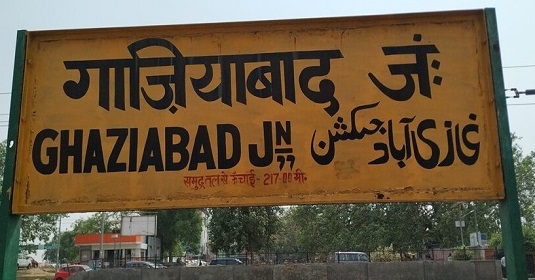 गाज़ियाबाद जं:
GHAZIABAD JN غازی آباد جنکشن
समुद्र तल से ऊँचाई- 217.00 मी॰